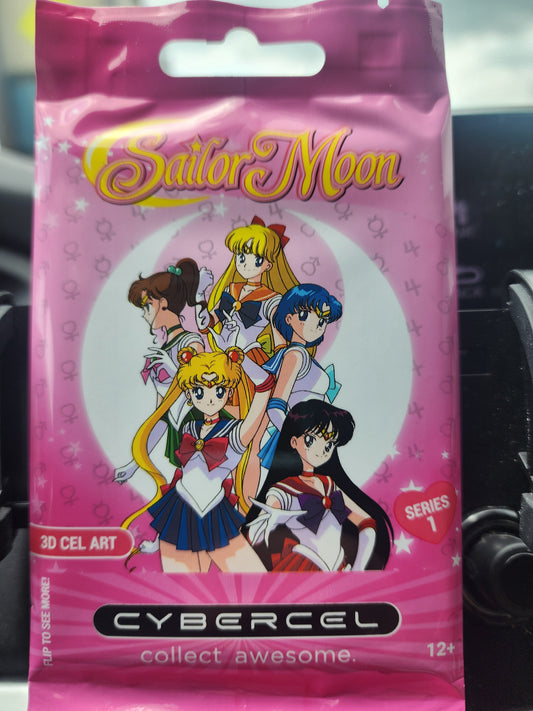 Sailor Moon
SERIES
1
3D CEL ART
FLIP TO SEE MORE!
CYBERCEL
collect awesome.
12+